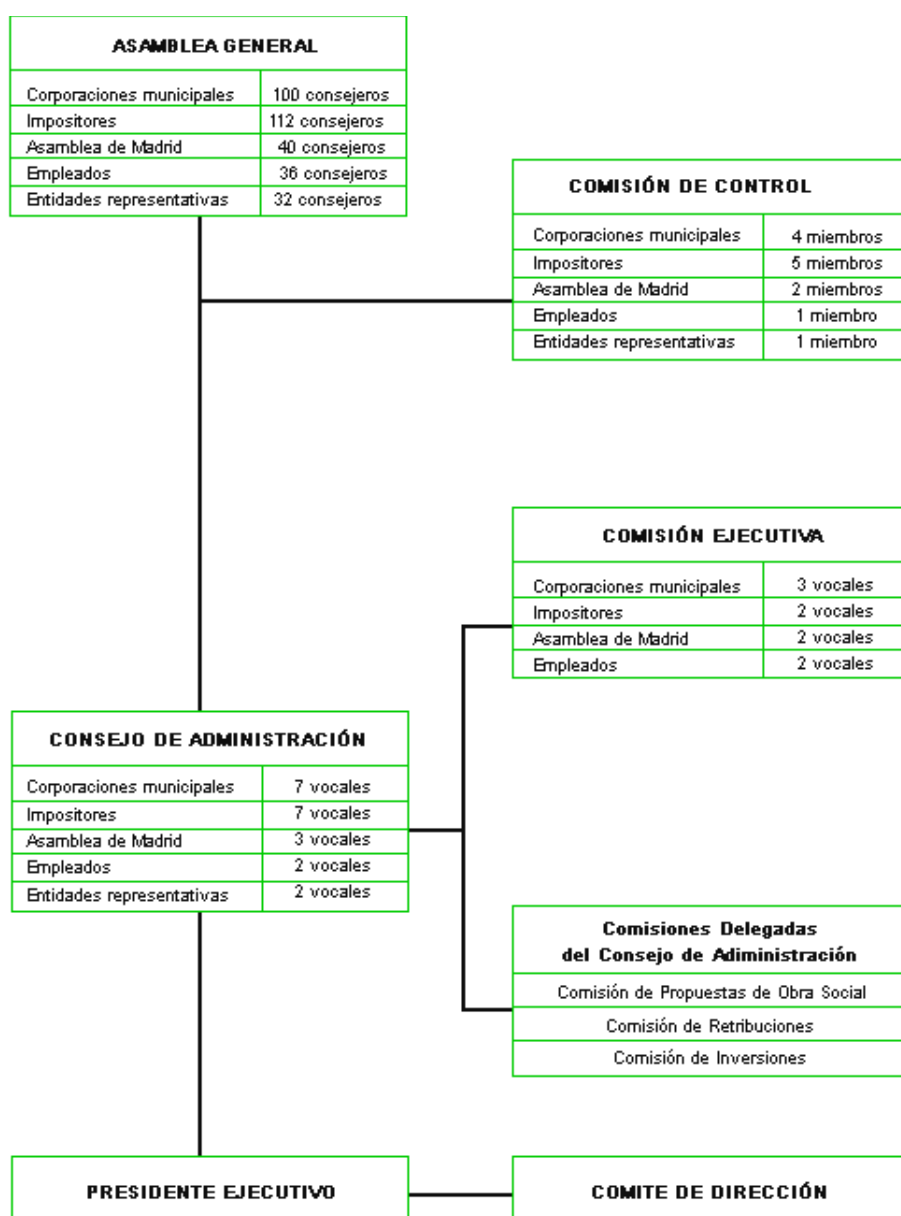 ASAMBLEA GENERAL
Corporaciones municipales 100 consejeros
Impositores 112 consejeros
Asamblea de Madrid 40 consejeros
Empleados 36 consejeros
Entidades representativas 32 consejeros
COMISIÓN DE CONTROL
Corporaciones municipales 4 miembros
Impositores 5 miembros
Asamblea de Madrid 2 miembros
Empleados 1 miembro
Entidades representativas 1 miembro
COMISIÓN EJECUTIVA
Corporaciones municipales 3 vocales
Impositores 2 vocales
Asamblea de Madrid 2 vocales
Empleados 2 vocales
CONSEJO DE ADMINISTRACIÓN
Corporaciones municipales 7 vocales
Impositores 7 vocales
Asamblea de Madrid 3 vocales
Empleados 2 vocales
Entidades representativas 2 vocales
Comisiones Delegadas
del Consejo de Adiministración
Comisión de Propuestas de Obra Social
Comisión de Retribuciones
Comisión de Inversiones
PRESIDENTE EJECUTIVO
COMITE DE DIRECCIÓN